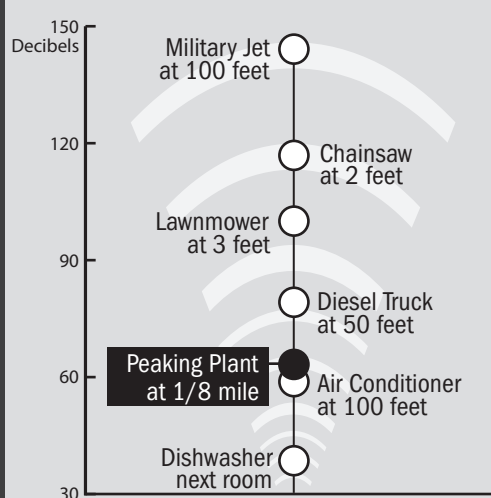 150
Decibels
Military Jet
at 100 feet
120
Chainsaw
at 2 feet
Lawnmower
at 3 feet
90
Diesel Truck
at 50 feet
Peaking Plant
at 1/8 mile
60
Air Conditioner
at 100 feet
Dishwasher
next room
30